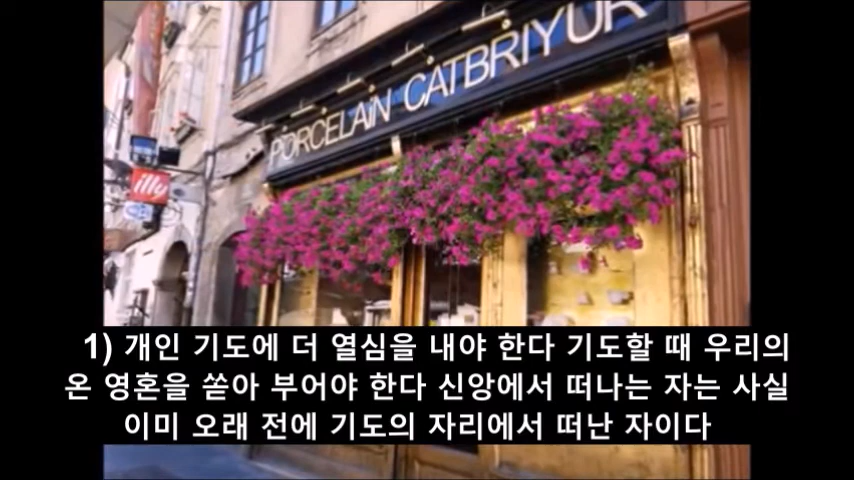 PORCELAIN CATBRIYUR
illy
1) 개인 기도에 더 열심을 내야 한다 기도할 때 우리의
온 영혼을 쏟아 부어야 한다 신앙에서 떠나는 자는 사실
이미 오래 전에 기도의 자리에서 떠난 자이다